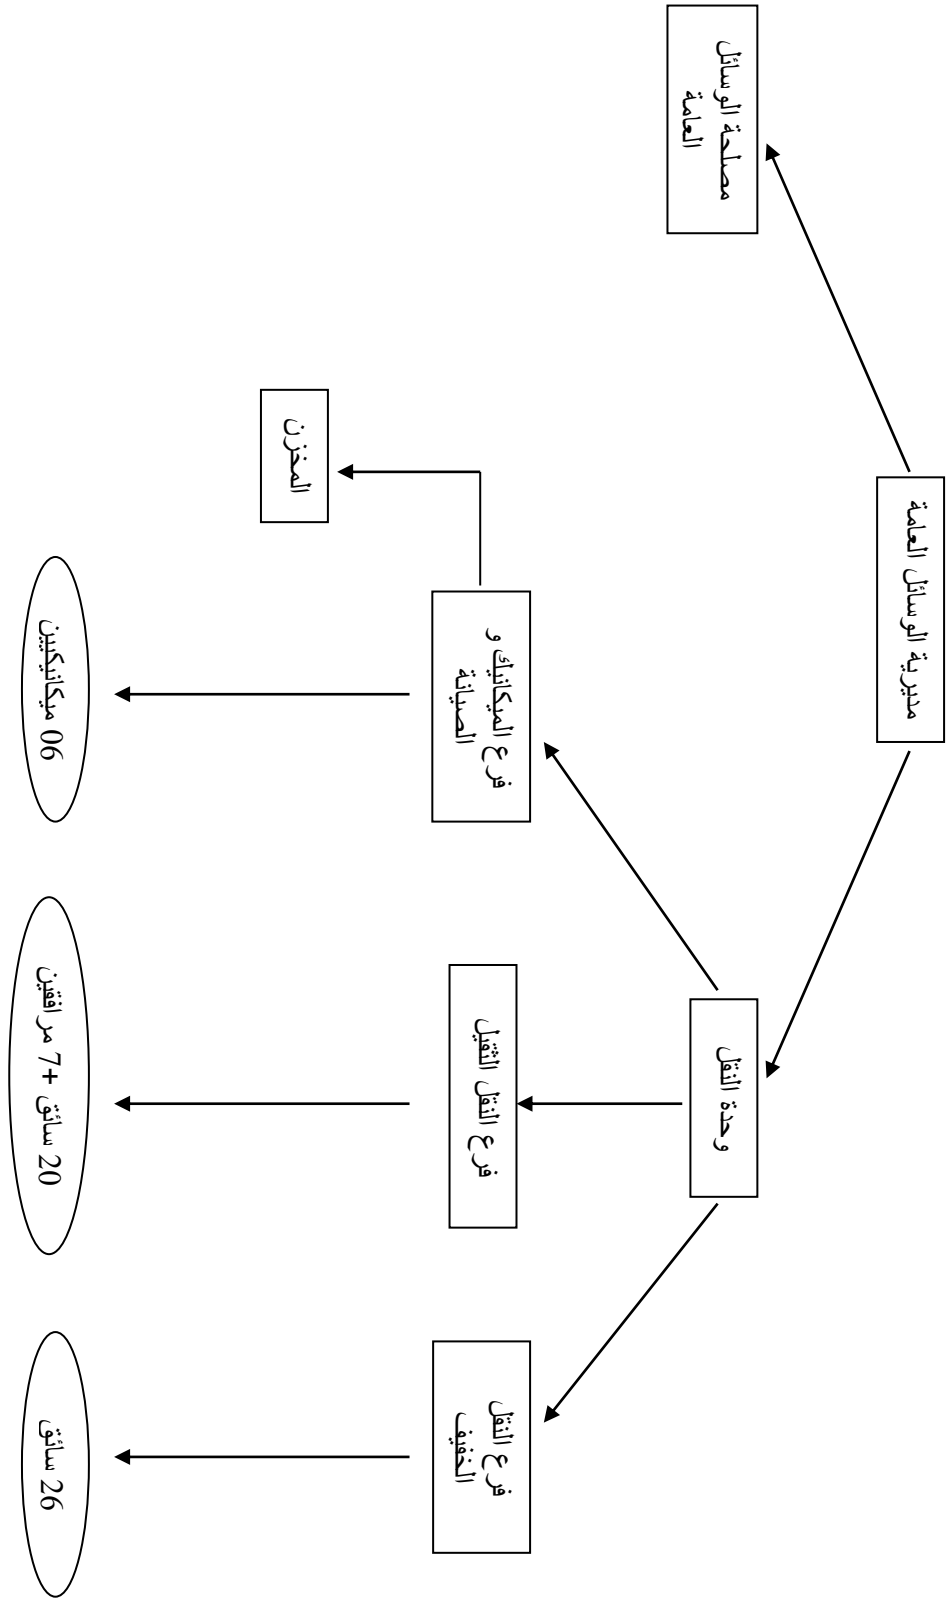 مديرية الوسائل العامة
وحدة النقل
مصلحة الوسائل
العامة
فرع النقل
الخفيف
فرع النقل الثقيل
فرع الميكانيك و
الصيانة
المخزن
26 سائق
20 سائق +7 مرافقين
06 ميكانيكيين